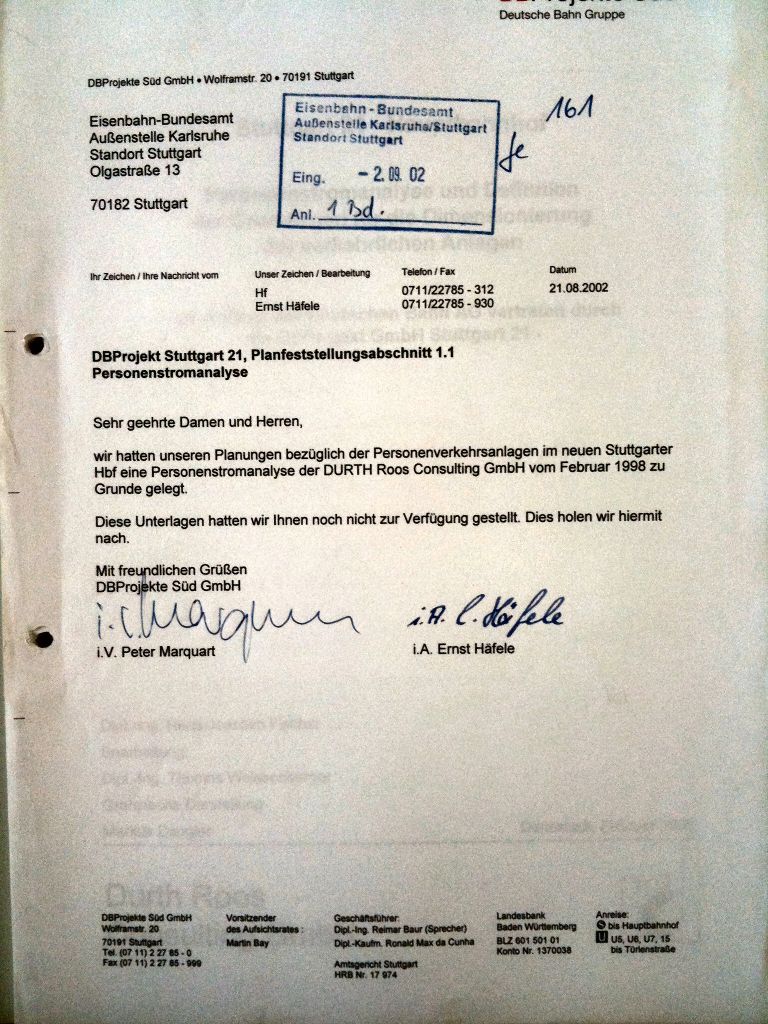 Deutsche Bahn Gruppe
DBProjekte Süd GmbH • Wolframstr. 20 • 70191 Stuttgart
Eisenbahn-Bundesamt
Außenstelle Karlsruhe
Standort Stuttgart
Olgastraße 13
70182 Stuttgart
Eisenbahn-Bundesamt
Außenstelle Karlsruhe/Stuttgart
Standort Stuttgart
Eing. - 2. 09. 02
Anl. 1 Bd.
161
Ihr Zeichen / Ihre Nachricht vom
Unser Zeichen / Bearbeitung
Hf
Ernst Häfele
Telefon / Fax
0711/22785 - 312
0711/22785 - 930
Datum
21.08.2002
DBProjekt Stuttgart 21, Planfeststellungsabschnitt 1.1
Personenstromanalyse
Sehr geehrte Damen und Herren,
wir hatten unseren Planungen bezüglich der Personenverkehrsanlagen im neuen Stuttgarter
Hbf eine Personenstromanalyse der DURTH Roos Consulting GmbH vom Februar 1998 zu
Grunde gelegt.
Diese Unterlagen hatten wir Ihnen noch nicht zur Verfügung gestellt. Dies holen wir hiermit
nach.
Mit freundlichen Grüßen
DBProjekte Süd GmbH
i.V. Marquart
i.A. E. Häfele
i.V. Peter Marquart
i.A. Ernst Häfele
Durth Roos
DBProjekte Süd GmbH
Wolframstr. 20
70191 Stuttgart
Tel. (07 11) 2 27 85 - 0
Fax (07 11) 2 27 85 - 999
Vorsitzender
des Aufsichtsrates :
Martin Bay
Geschäftsführer:
Dipl.-Ing. Reimar Baur (Sprecher)
Dipl.-Kaufm. Ronald Max da Cunha
Amtsgericht Stuttgart
HRB Nr. 17 974
Landesbank
Baden Württemberg
BLZ 601 501 01
Konto Nr. 1370038
Anreise:
S bis Hauptbahnhof
U U5, U6, U7, 15
bis Türlenstraße